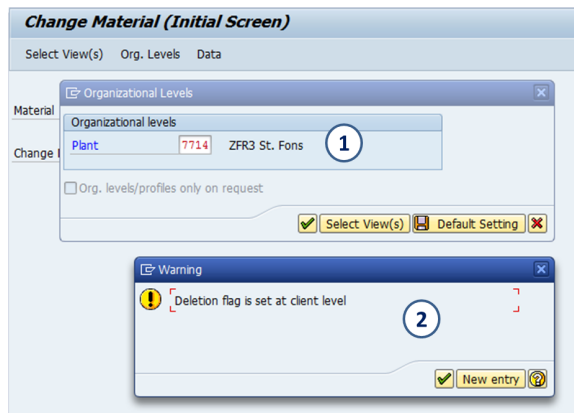 Change Material (Initial Screen)
Select View(s) Org. Levels Data
Organizational Levels
Material
Organizational levels
Plant 7714 ZFR3 St. Fons 1
Change
Org. levels/profiles only on request
Select View(s) Default Setting
Warning
Deletion flag is set at client level
2
New entry